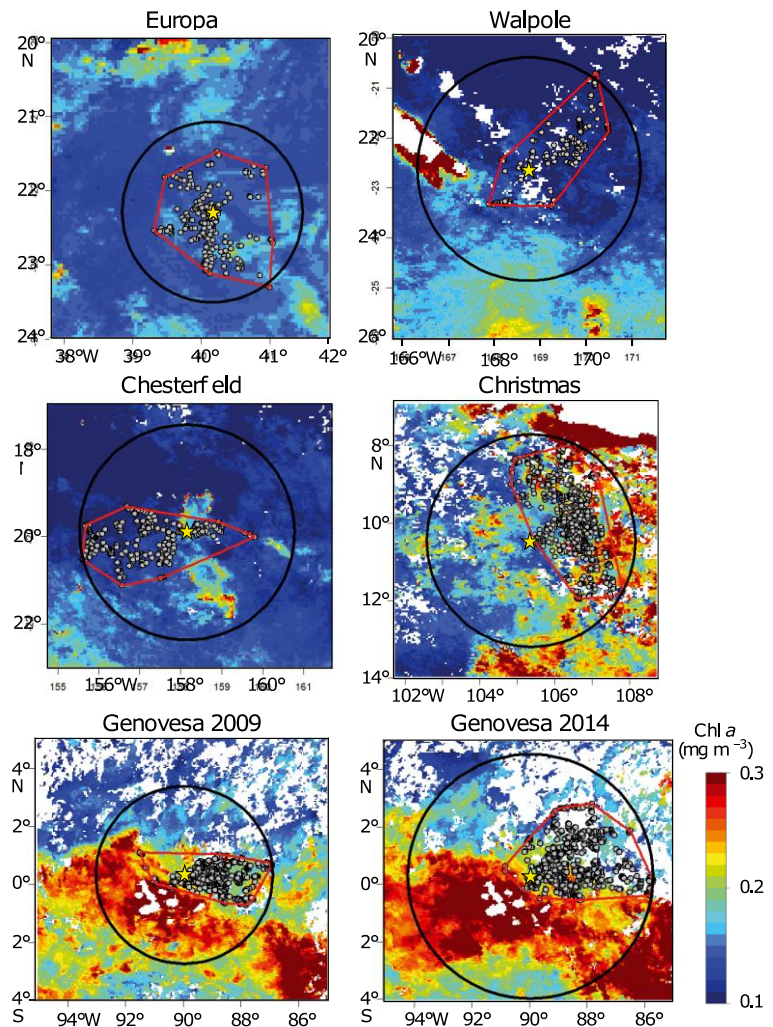 Europa
Walpole
20°
N
21°
22°
23°
24°
38°W 39° 40° 41° 42°
20°
N
22°
24°
26°
-21
-22
-23
-25
166°W 167 168° 169 170° 171
Chesterf eld
Christmas
18°
20°
22°
155 156°W 157 158° 159 160° 161
8°
N
10°
12°
14°
102°W 104° 106° 108°
Genovesa 2009
Genovesa 2014
4°
N
2°
0°
2°
4°
S
94°W 92° 90° 88° 86°
4°
N
2°
0°
2°
4°
S
94°W 92° 90° 88° 86°
Chl a
(mg m⁻³)
0.3
0.2
0.1